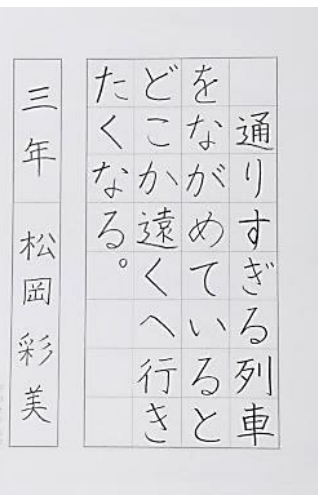 通りすぎる列車
をながめていると
どこか遠くへ行き
たくなる。
三年 松岡彩美